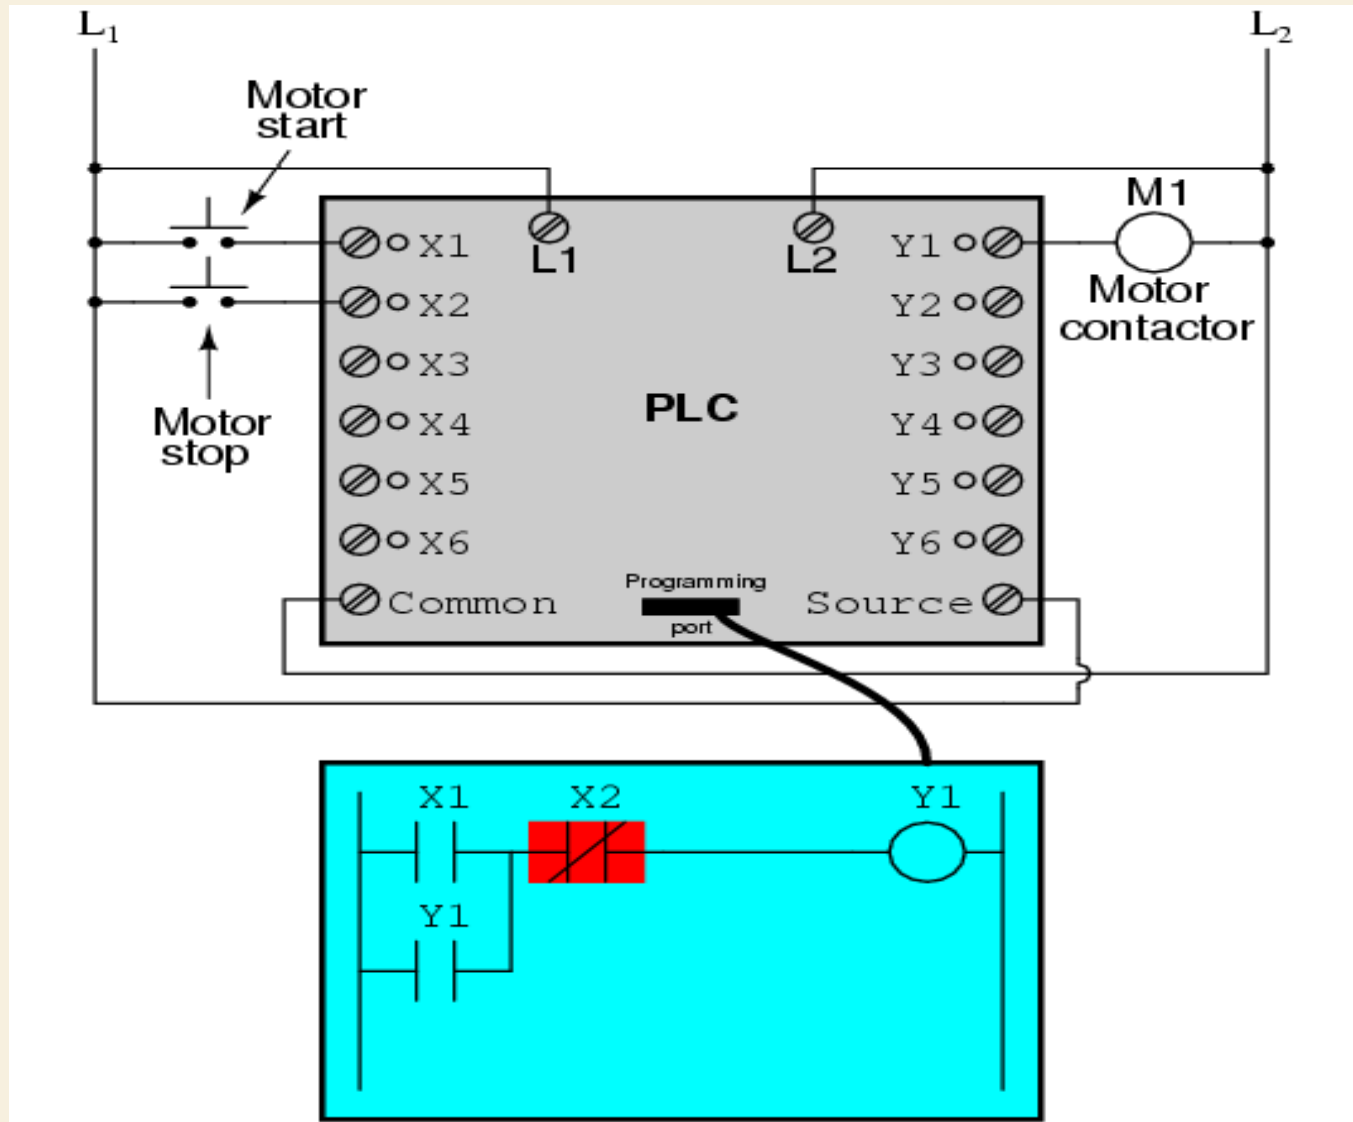 L1
L2
Motor
start
M1
X1
L1
L2
Y1
X2
Y2
Motor
contactor
X3
Y3
PLC
Motor
stop
X4
Y4
X5
Y5
X6
Y6
Programming
port
Common
Source
X1
X2
Y1
Y1